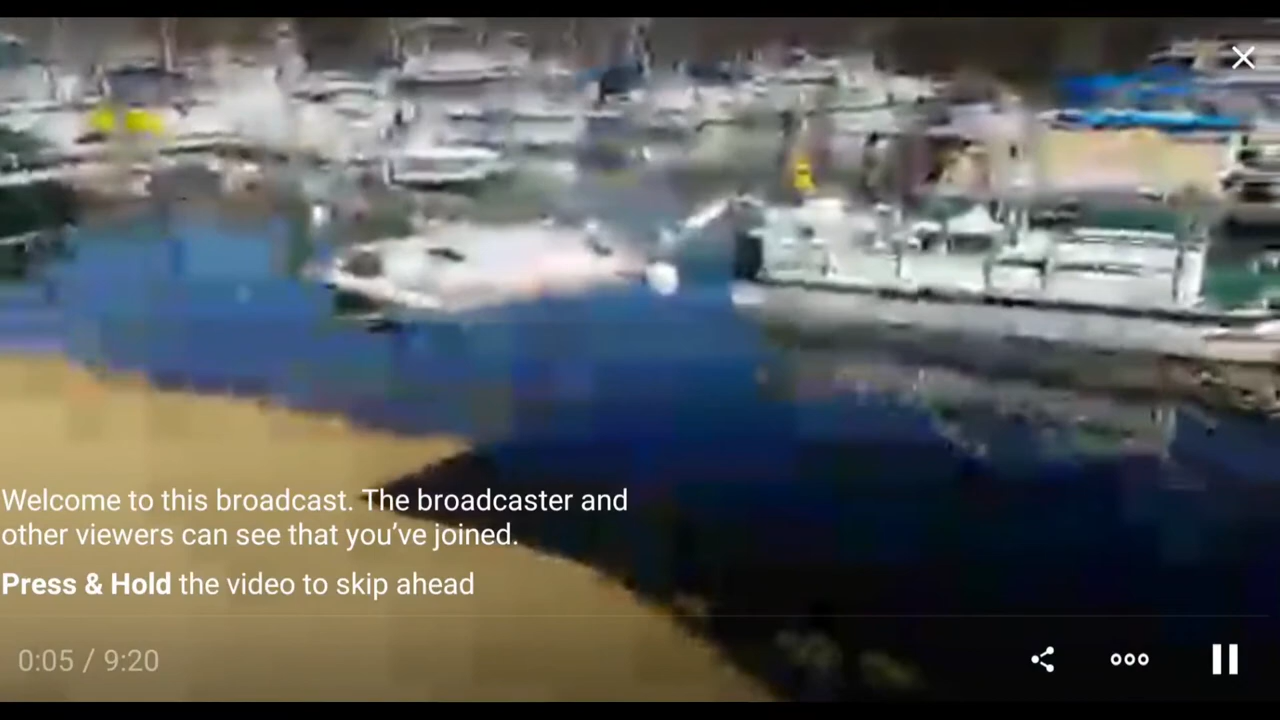 Welcome to this broadcast. The broadcaster and
other viewers can see that you’ve joined.
Press & Hold the video to skip ahead
0:05 / 9:20